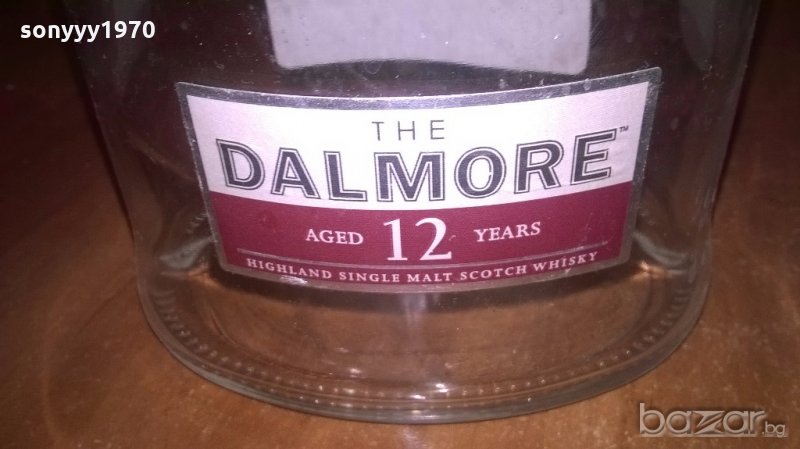 sonyyy1970
THE
DALMORE™
AGED 12 YEARS
HIGHLAND SINGLE MALT SCOTCH WHISKY
bazar.bg